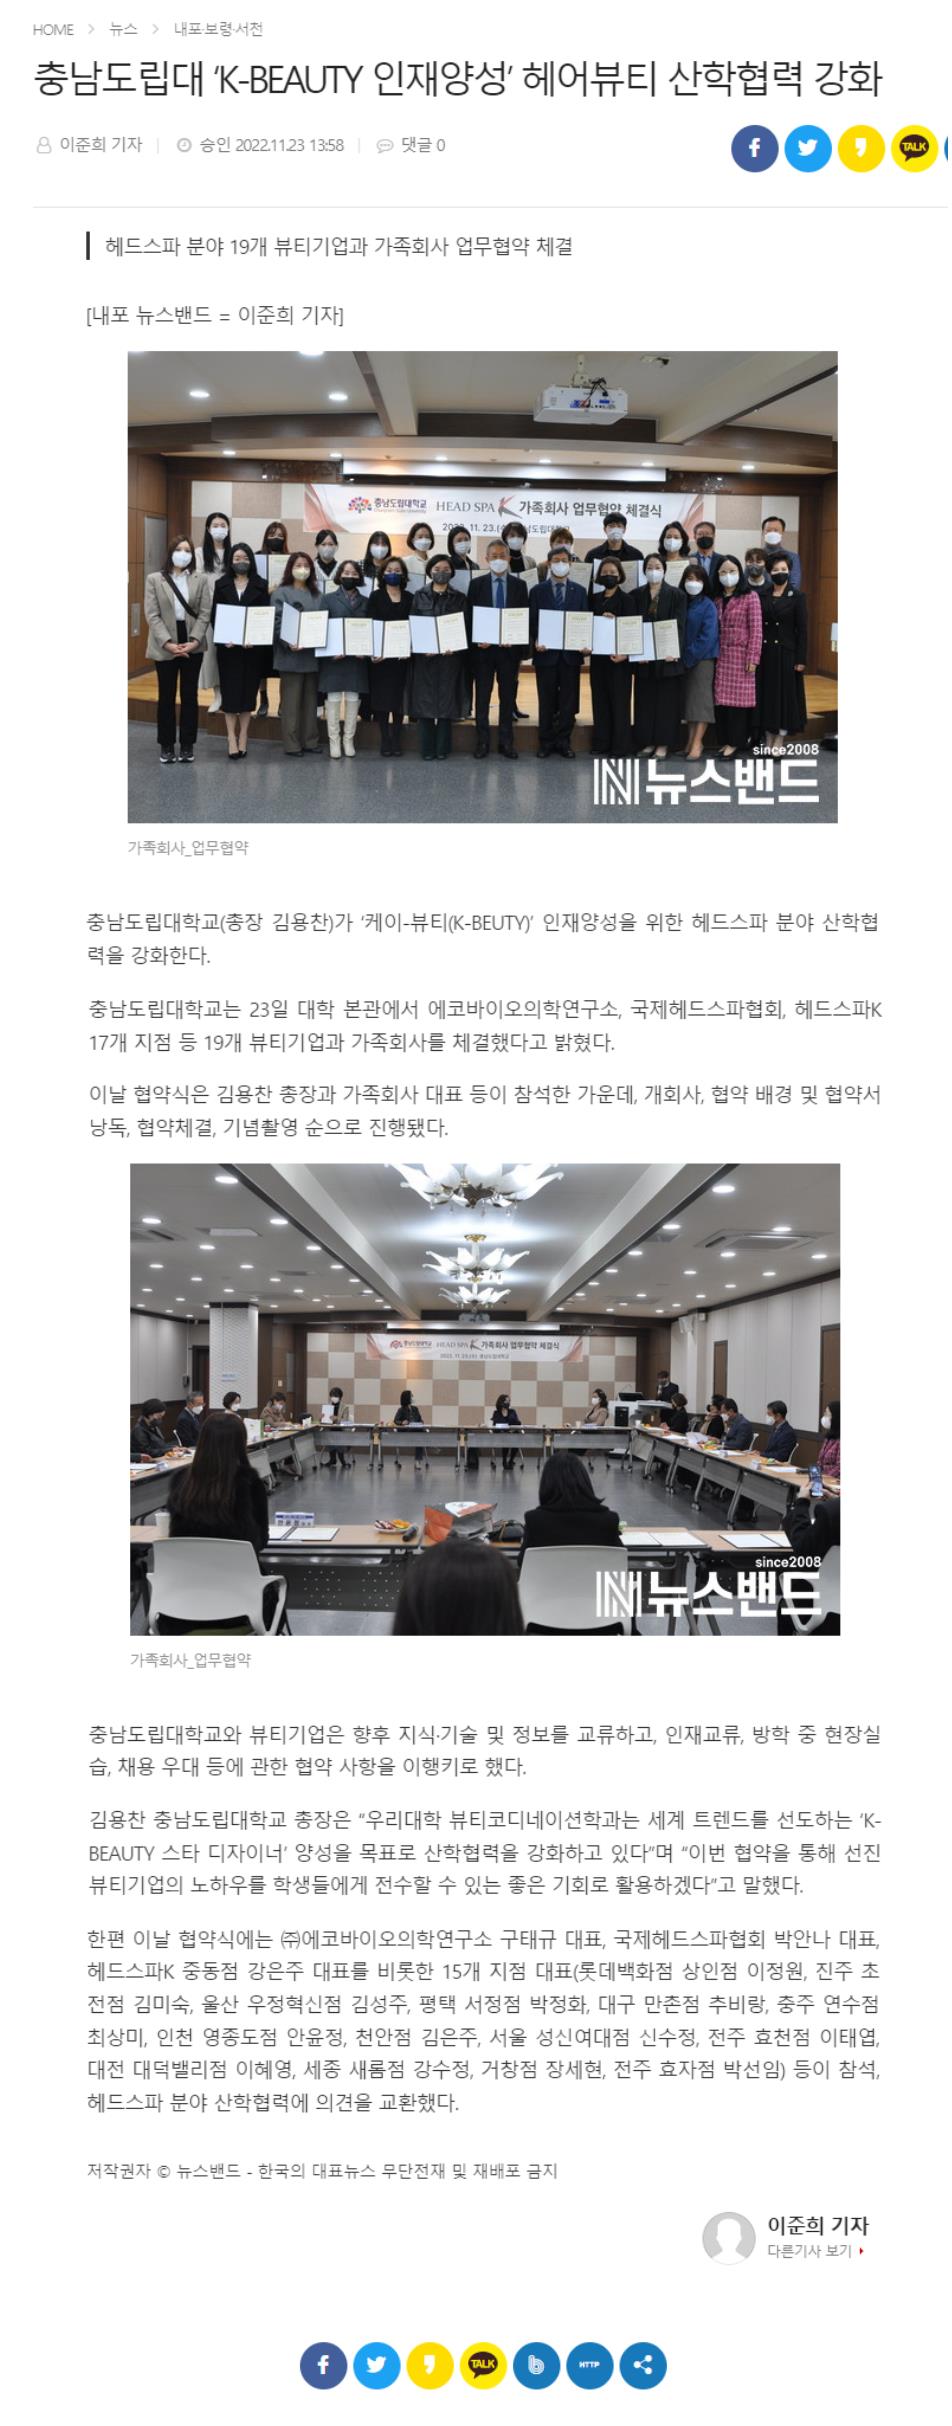 HOME > 뉴스 > 내포·보령·서천
충남도립대 ‘K-BEAUTY 인재양성’ 헤어뷰티 산학협력 강화
이준희 기자 | 승인 2022.11.23 13:58 | 댓글 0
TALK
헤드스파 분야 19개 뷰티기업과 가족회사 업무협약 체결
[내포 뉴스밴드 = 이준희 기자]
충남도립대학교 HEAD SPA K 가족회사 업무협약 체결식
since2008
뉴스밴드
가족회사_업무협약
충남도립대학교(총장 김용찬)가 ‘케이-뷰티(K-BEUTY)’ 인재양성을 위한 헤드스파 분야 산학협
력을 강화한다.
충남도립대학교는 23일 대학 본관에서 에코바이오의학연구소, 국제헤드스파협회, 헤드스파K
17개 지점 등 19개 뷰티기업과 가족회사를 체결했다고 밝혔다.
이날 협약식은 김용찬 총장과 가족회사 대표 등이 참석한 가운데, 개회사, 협약 배경 및 협약서
낭독, 협약체결, 기념촬영 순으로 진행됐다.
충남도립대학교 HEAD SPA K 가족회사 업무협약 체결식
2022. 11. 23.(수) 충남도립대학교
since2008
뉴스밴드
가족회사_업무협약
충남도립대학교와 뷰티기업은 향후 지식·기술 및 정보를 교류하고, 인재교류, 방학 중 현장실
습, 채용 우대 등에 관한 협약 사항을 이행키로 했다.
김용찬 충남도립대학교 총장은 “우리대학 뷰티코디네이션학과는 세계 트렌드를 선도하는 ‘K-
BEAUTY 스타 디자이너’ 양성을 목표로 산학협력을 강화하고 있다”며 “이번 협약을 통해 선진
뷰티기업의 노하우를 학생들에게 전수할 수 있는 좋은 기회로 활용하겠다”고 말했다.
한편 이날 협약식에는 ㈜에코바이오의학연구소 구태규 대표, 국제헤드스파협회 박안나 대표,
헤드스파K 중동점 강은주 대표를 비롯한 15개 지점 대표(롯데백화점 상인점 이정원, 진주 초
전점 김미숙, 울산 우정혁신점 김성주, 평택 서정점 박정화, 대구 만촌점 추비랑, 충주 연수점
최상미, 인천 영종도점 안윤정, 천안점 김은주, 서울 성신여대점 신수정, 전주 효천점 이태엽,
대전 대덕밸리점 이혜영, 세종 새롬점 강수정, 거창점 장세현, 전주 효자점 박선임) 등이 참석,
헤드스파 분야 산학협력에 의견을 교환했다.
저작권자 © 뉴스밴드 - 한국의 대표뉴스 무단전재 및 재배포 금지
이준희 기자
다른기사 보기
TALK
HTTP